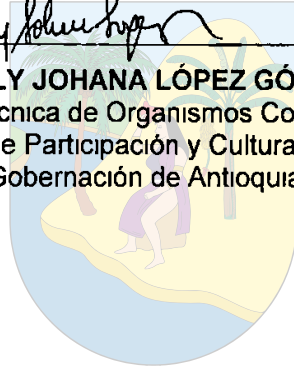 LY JOHANA LÓPEZ GÓ
cnica de Organismos Co
e Participación y Cultura
Gobernación de Antioquia